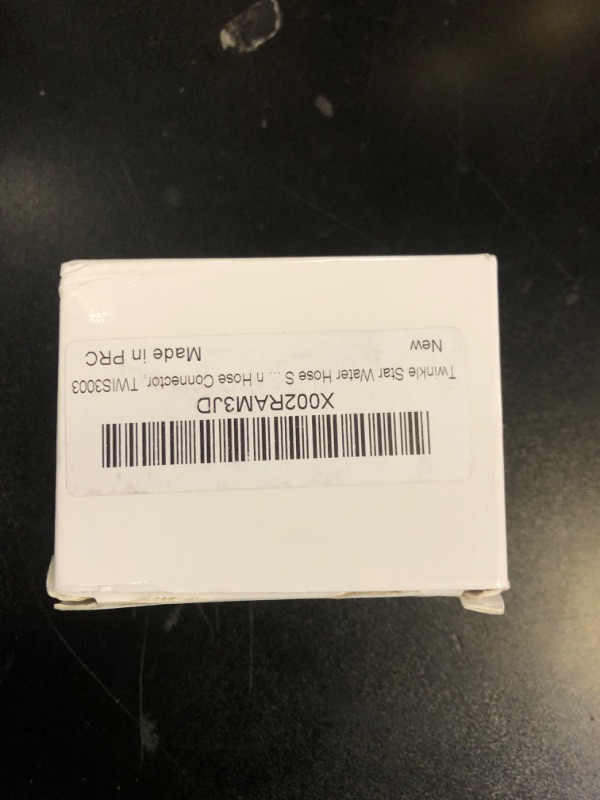 X002RAM3JD
Twinkle Star Water Hose S ... n Hose Connector, TWIS3003
New
Made in PRC